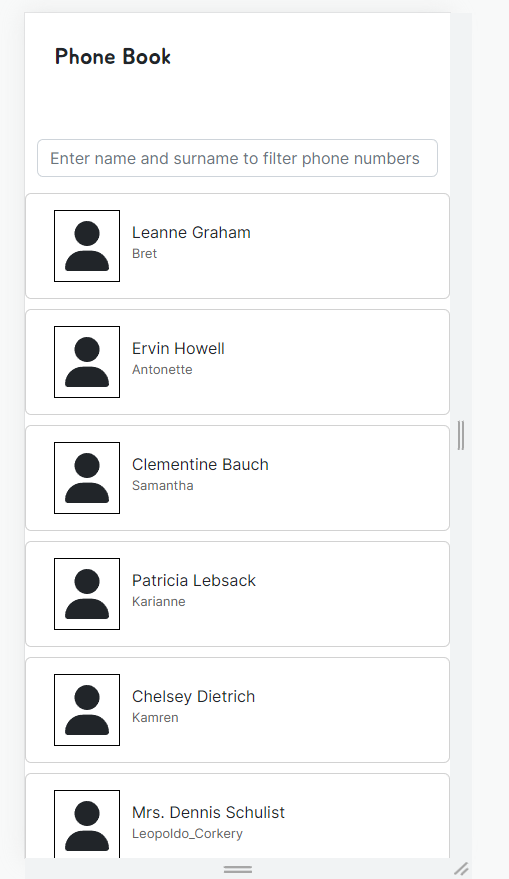 Phone Book
Enter name and surname to filter phone numbers
Leanne Graham
Bret
Ervin Howell
Antonette
Clementine Bauch
Samantha
Patricia Lebsack
Karianne
Chelsey Dietrich
Kamren
Mrs. Dennis Schulist
Leopoldo_Corkery